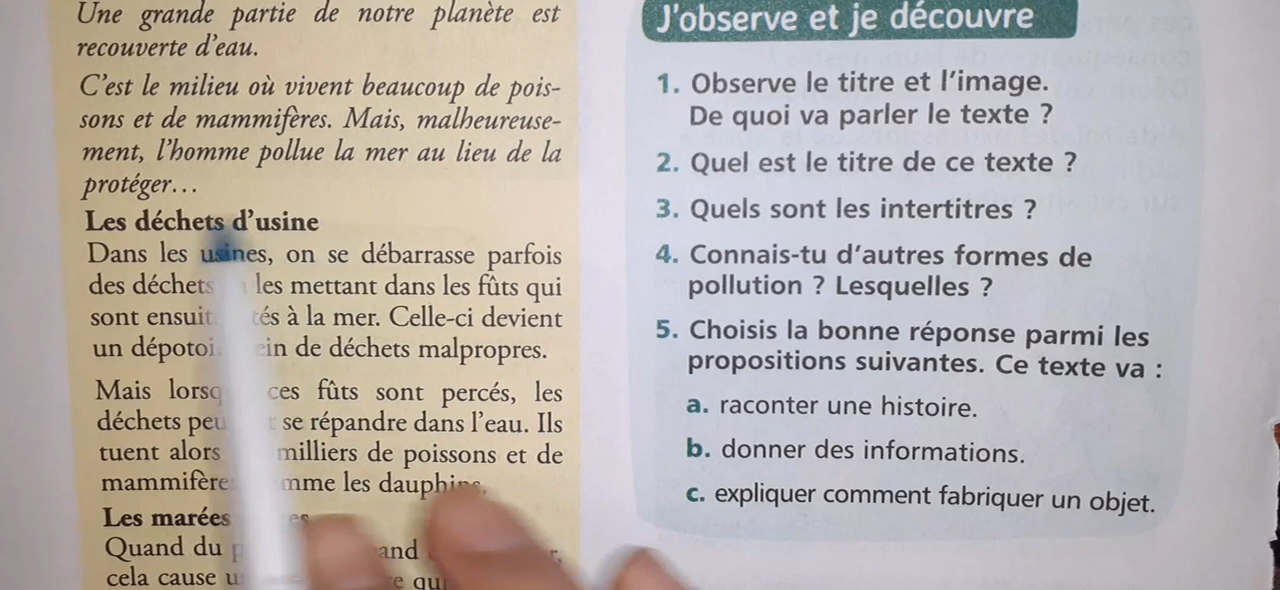 Une grande partie de notre planète est
recouverte d'eau.
C'est le milieu où vivent beaucoup de pois-
sons et de mammifères. Mais, malheureuse-
ment, l'homme pollue la mer au lieu de la
protéger...
Les déchets d'usine
Dans les usines, on se débarrasse parfois
des déchets les mettant dans les fûts qui
sont à la mer. Celle-ci devient
un de déchets malpropres.
Mais ces fûts sont percés, les
déchets se répandre dans l'eau. Ils
tuent alors milliers de poissons et de
les dauphins.
Les marées
Quand du
cela cause
J'observe et je découvre
1. Observe le titre et l'image.
De quoi va parler le texte ?
2. Quel est le titre de ce texte ?
3. Quels sont les intertitres ?
4. Connais-tu d'autres formes de
pollution ? Lesquelles ?
5. Choisis la bonne réponse parmi les
propositions suivantes. Ce texte va :
a. raconter une histoire.
b. donner des informations.
c. expliquer comment fabriquer un objet.